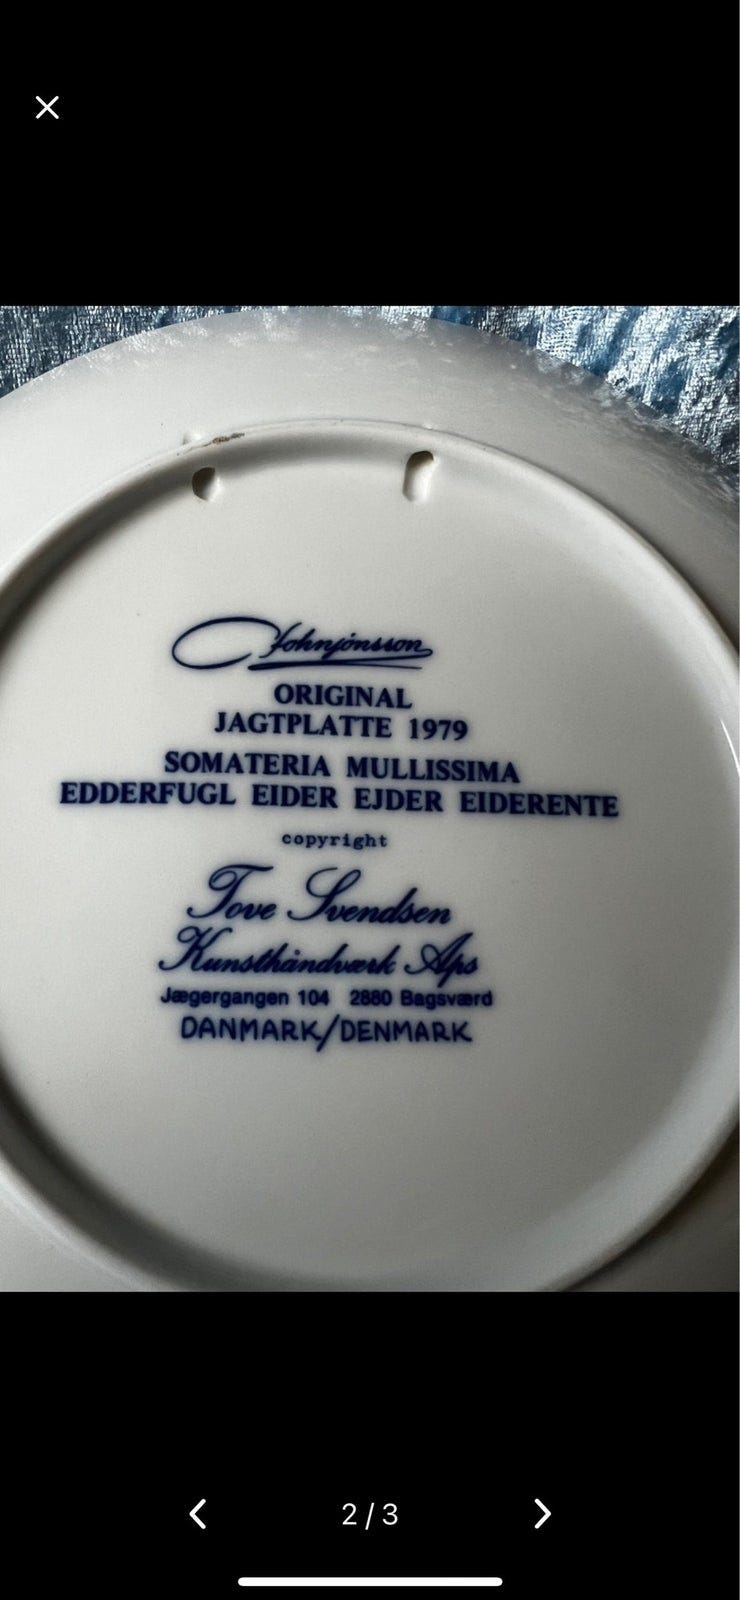 Johnjönsson
ORIGINAL
JAGTPLATTE 1979
SOMATERIA MULLISSIMA
EDDERFUGL EIDER EJDER EIDERENTE
copyright
Tove Svendsen
Kunsthåndværk Aps
Jægergangen 104 2880 Bagsværd
DANMARK/DENMARK
2 / 3